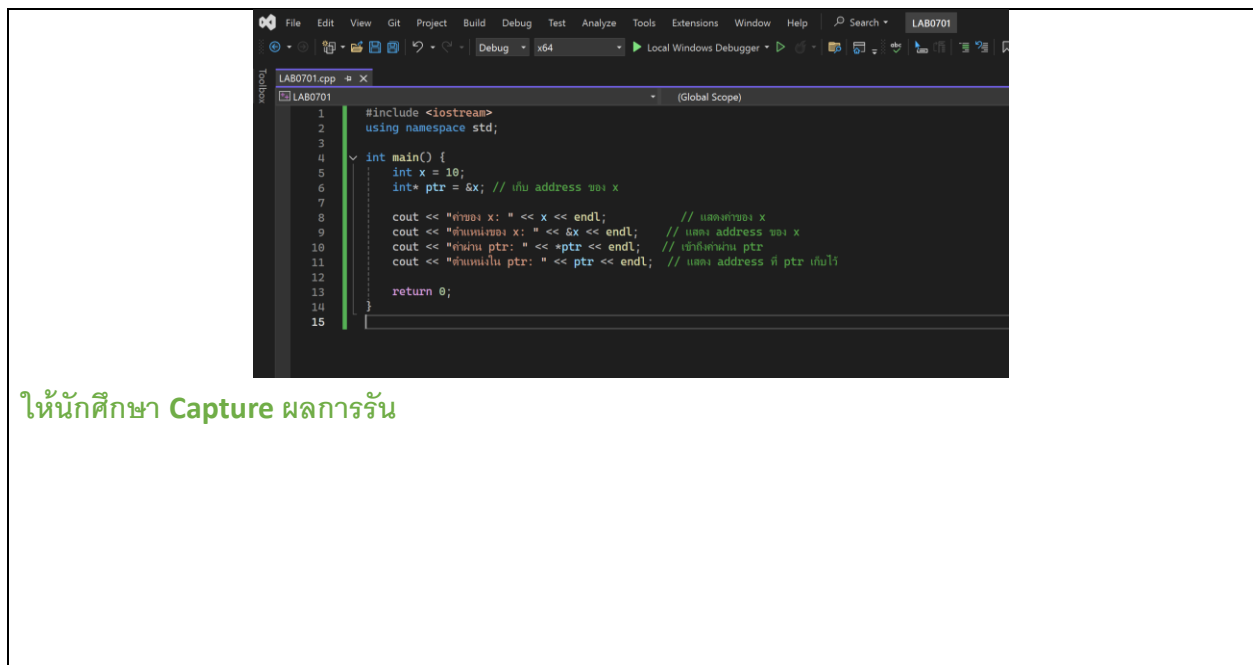 File Edit View Git Project Build Debug Test Analyze Tools Extensions Window Help Search LAB0701
Debug x64 Local Windows Debugger
Toolbox
LAB0701.cpp
LAB0701 (Global Scope)
1 #include <iostream>
2 using namespace std;
3
4 int main() {
5 int x = 10;
6 int* ptr = &x; // เก็บ address ของ x
7
8 cout << "ค่าของ x: " << x << endl; // แสดงค่าของ x
9 cout << "ตำแหน่งของ x: " << &x << endl; // แสดง address ของ x
10 cout << "ค่าผ่าน ptr: " << *ptr << endl; // เข้าถึงค่าผ่าน ptr
11 cout << "ตำแหน่งใน ptr: " << ptr << endl; // แสดง address ที่ ptr เก็บไว้
12
13 return 0;
14 }
15
ให้นักศึกษา Capture ผลการรัน